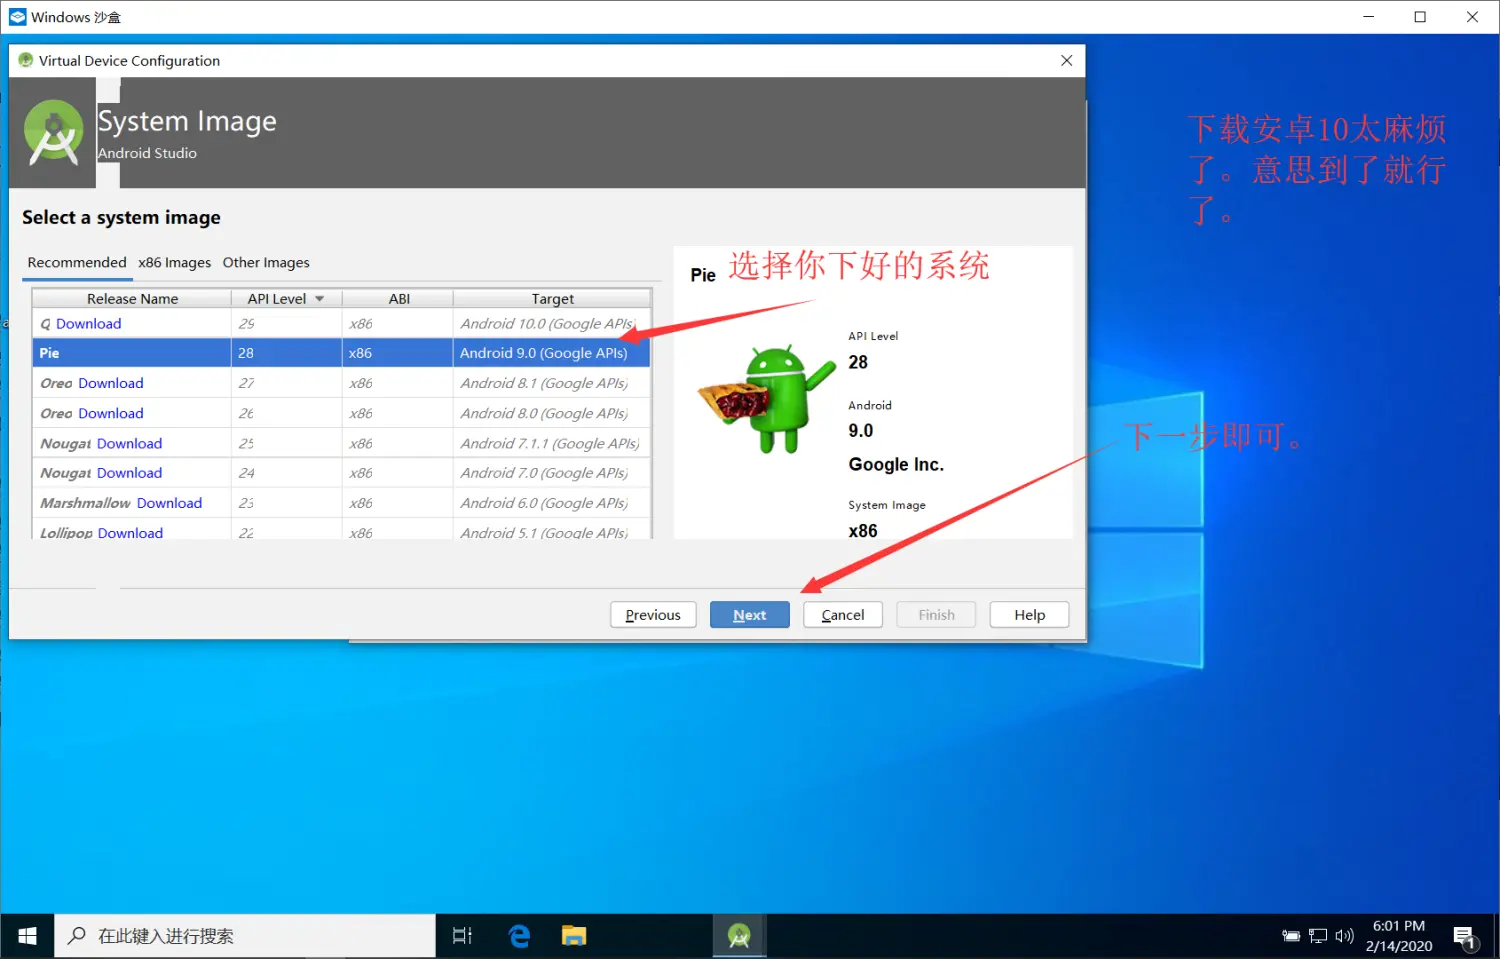 Windows 沙盒
Virtual Device Configuration
System Image
Android Studio
下载安卓10太麻烦
了。意思到了就行
了。
Select a system image
Recommended x86 Images Other Images
Release Name API Level ABI Target
Q Download 29 x86 Android 10.0 (Google APIs)
Pie 28 x86 Android 9.0 (Google APIs)
Oreo Download 27 x86 Android 8.1 (Google APIs)
Oreo Download 26 x86 Android 8.0 (Google APIs)
Nougat Download 25 x86 Android 7.1.1 (Google APIs)
Nougat Download 24 x86 Android 7.0 (Google APIs)
Marshmallow Download 23 x86 Android 6.0 (Google APIs)
Lollipop Download 22 x86 Android 5.1 (Google APIs)
Pie
选择你下好的系统
API Level
28
Android
9.0
Google Inc.
System Image
x86
下一步即可。
Previous Next Cancel Finish Help
在此键入进行搜索
6:01 PM
2/14/2020
1